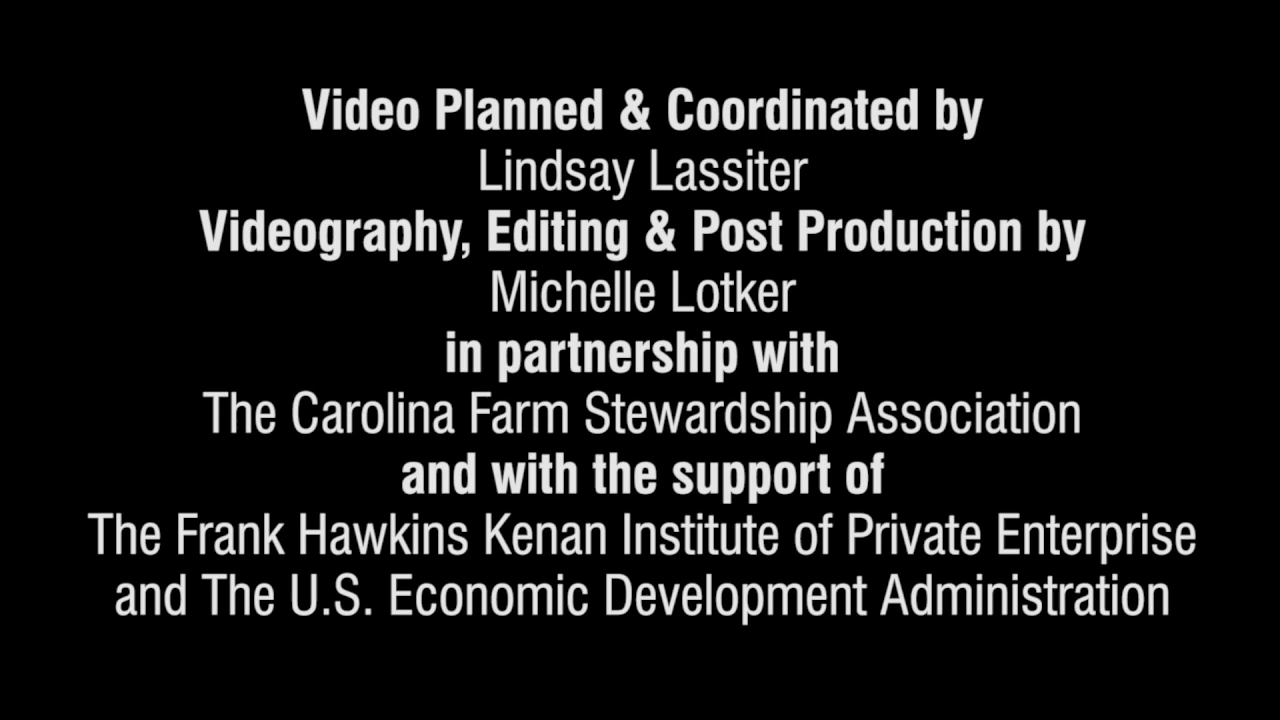 Video Planned & Coordinated by
Lindsay Lassiter
Videography, Editing & Post Production by
Michelle Lotker
in partnership with
The Carolina Farm Stewardship Association
and with the support of
The Frank Hawkins Kenan Institute of Private Enterprise
and The U.S. Economic Development Administration